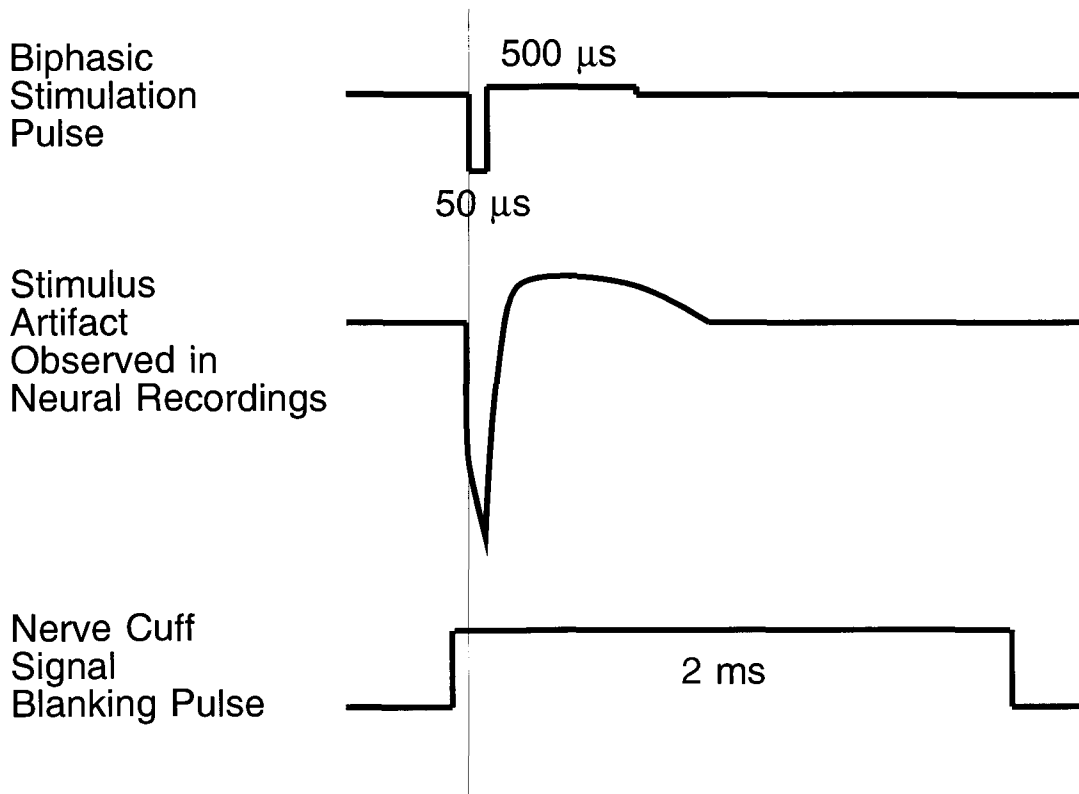 Biphasic
Stimulation
Pulse
500 μs
50 μs
Stimulus
Artifact
Observed in
Neural Recordings
Nerve Cuff
Signal
Blanking Pulse
2 ms